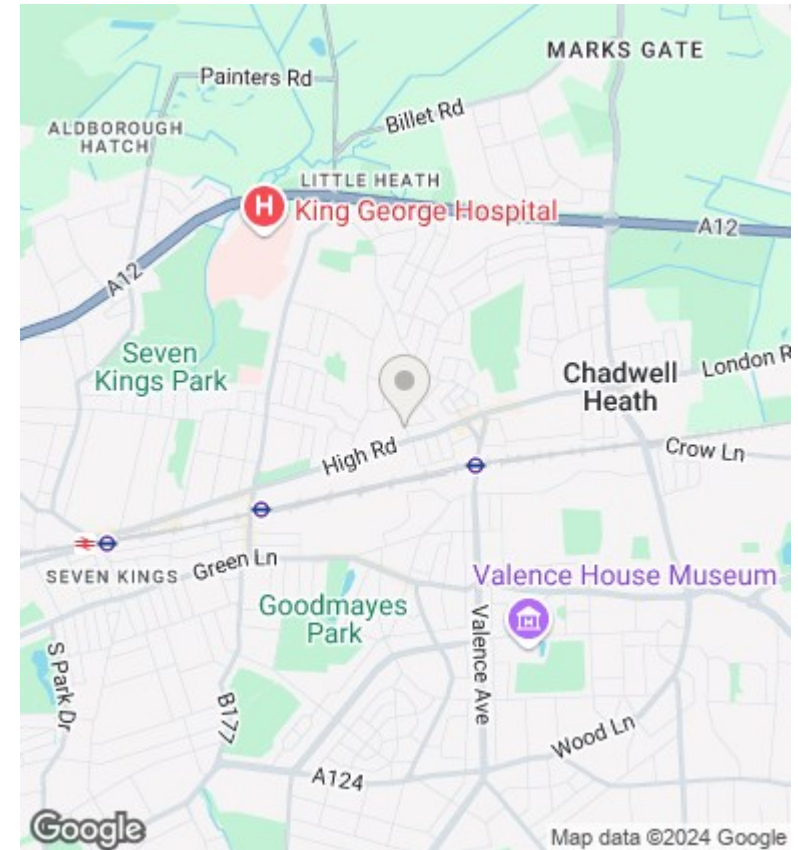 MARKS GATE
Painters Rd
Billet Rd
ALDBOROUGH
HATCH
LITTLE HEATH
H
King George Hospital
A12
A12
Seven
Kings Park
Chadwell
Heath
London R
High Rd
Crow Ln
SEVEN KINGS
Green Ln
Valence House Museum
Goodmayes
Park
Valence Ave
S Park Dr
B177
Wood Ln
A124
Google
Map data ©2024 Google